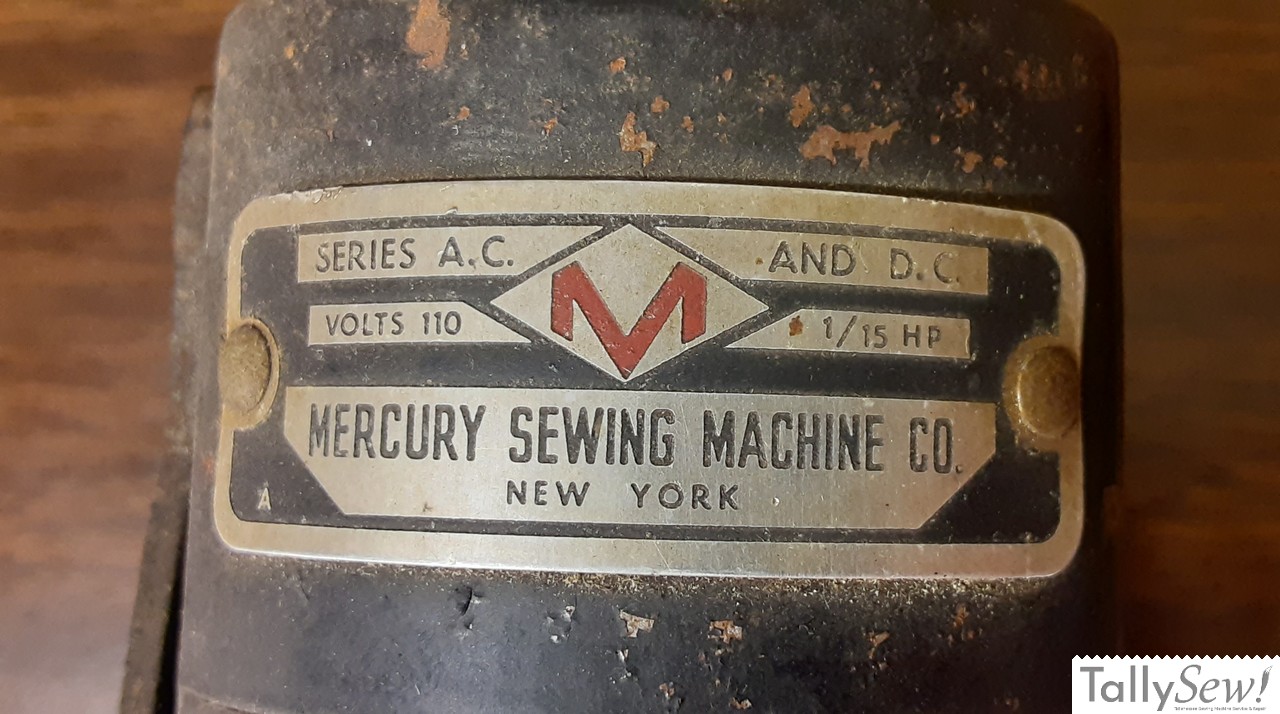 SERIES A.C. AND D.C.
M
VOLTS 110 1/15 HP
MERCURY SEWING MACHINE CO.
NEW YORK
A
TallySew!